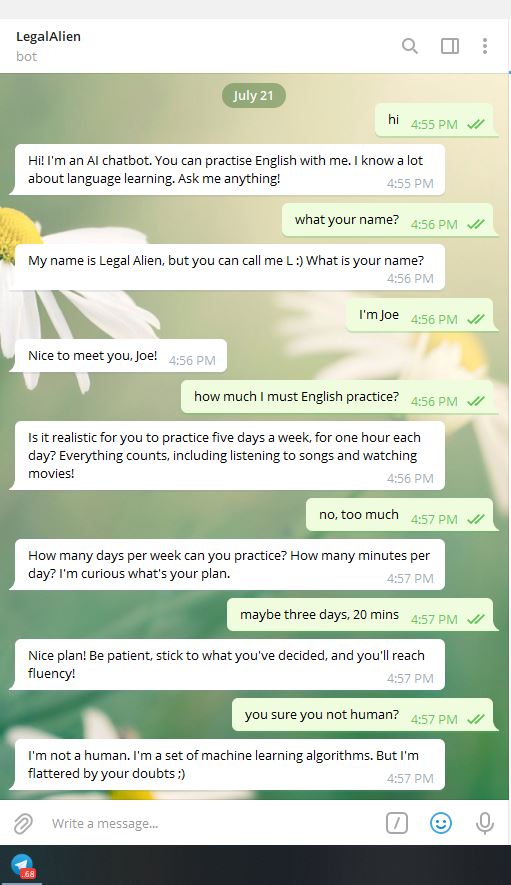 LegalAlien
bot
July 21
hi 4:55 PM
Hi! I'm an AI chatbot. You can practise English with me. I know a lot
about language learning. Ask me anything!
4:55 PM
what your name? 4:56 PM
My name is Legal Alien, but you can call me L :) What is your name?
4:56 PM
I'm Joe 4:56 PM
Nice to meet you, Joe! 4:56 PM
how much I must English practice? 4:56 PM
Is it realistic for you to practice five days a week, for one hour each
day? Everything counts, including listening to songs and watching
movies!
4:56 PM
no, too much 4:57 PM
How many days per week can you practice? How many minutes per
day? I'm curious what's your plan.
4:57 PM
maybe three days, 20 mins 4:57 PM
Nice plan! Be patient, stick to what you've decided, and you'll reach
fluency!
4:57 PM
you sure you not human? 4:57 PM
I'm not a human. I'm a set of machine learning algorithms. But I'm
flattered by your doubts ;)
4:57 PM
Write a message...
..68